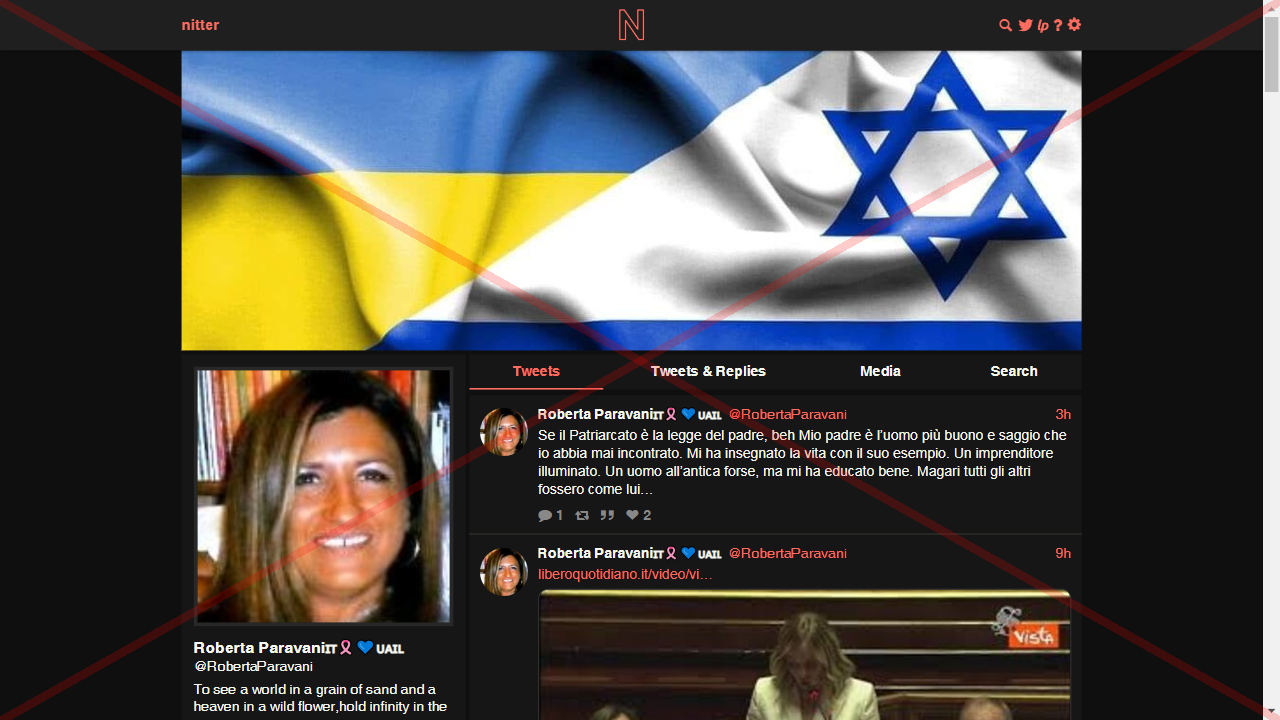 nitter
N
lp ?
Tweets
Tweets & Replies
Media
Search
Roberta ParavaniIT🎗💙UAIL @RobertaParavani 3h
Se il Patriarcato è la legge del padre, beh Mio padre è l'uomo più buono e saggio che
io abbia mai incontrato. Mi ha insegnato la vita con il suo esempio. Un imprenditore
illuminato. Un uomo all'antica forse, ma mi ha educato bene. Magari tutti gli altri
fossero come lui…
1 2
Roberta ParavaniIT🎗💙UAIL @RobertaParavani 9h
liberoquotidiano.it/video/vi…
VISTA
Roberta ParavaniIT🎗💙UAIL
@RobertaParavani
To see a world in a grain of sand and a
heaven in a wild flower,hold infinity in the